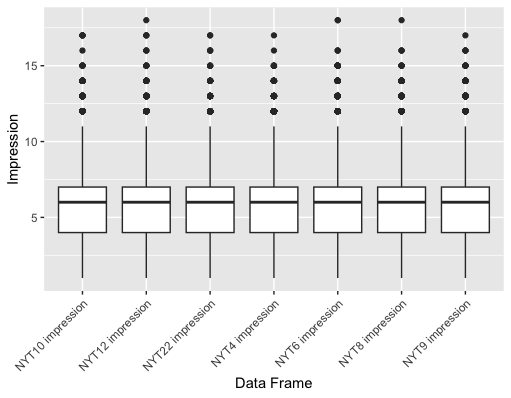 Impression
15
10
5
NYT10 impression
NYT12 impression
NYT22 impression
NYT4 impression
NYT6 impression
NYT8 impression
NYT9 impression
Data Frame